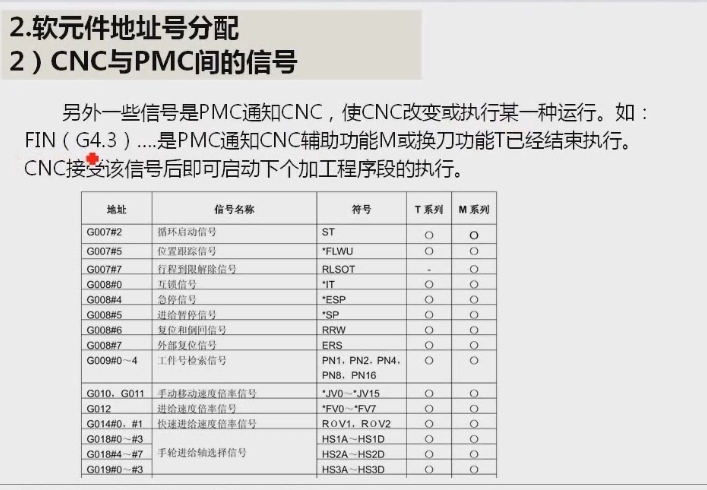 2.软元件地址号分配
2）CNC与PMC间的信号
另外一些信号是PMC通知CNC，使CNC改变或执行某一种运行。如：
FIN（G4.3）....是PMC通知CNC辅助功能M或换刀功能T已经结束执行。
CNC接受该信号后即可启动下个加工程序段的执行。
地址 信号名称 符号 T 系列 M 系列
G007#2 循环启动信号 ST ○ ○
G007#5 位置跟踪信号 *FLWU ○ ○
G007#7 行程到限解除信号 RLSOT - ○
G008#0 互锁信号 *IT ○ ○
G008#4 急停信号 *ESP ○ ○
G008#5 进给暂停信号 *SP ○ ○
G008#6 复位和倒回信号 RRW ○ ○
G008#7 外部复位信号 ERS ○ ○
G009#0~4 工件号检索信号 PN1, PN2, PN4, ○ ○
PN8, PN16
G010, G011 手动移动速度倍率信号 *JV0~*JV15 ○ ○
G012 进给速度倍率信号 *FV0~*FV7 ○ ○
G014#0, #1 快速进给速度倍率信号 ROV1, ROV2 ○ ○
G018#0~#3 HS1A~HS1D ○ ○
G018#4~#7 手轮进给轴选择信号 HS2A~HS2D ○ ○
G019#0~#3 HS3A~HS3D ○ ○